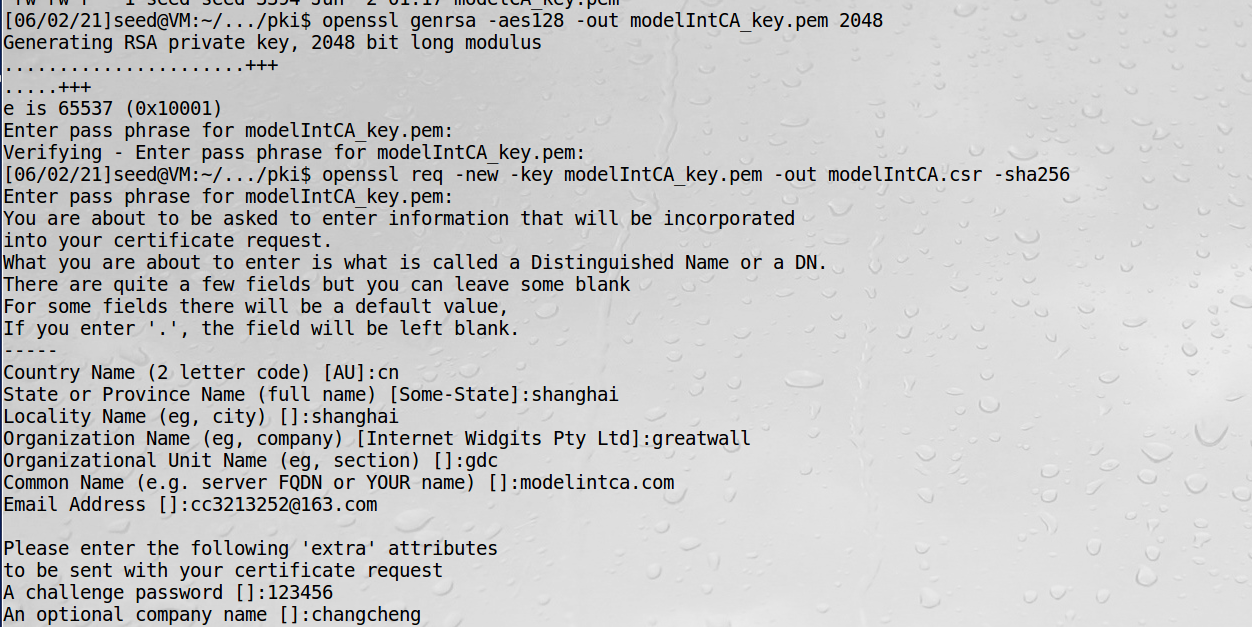 -rw-rw-r-- 1 seed seed 3394 Jun  2 01:17 modelCA_key.pem
[06/02/21]seed@VM:~/.../pki$ openssl genrsa -aes128 -out modelIntCA_key.pem 2048
Generating RSA private key, 2048 bit long modulus
......................+++
.....+++
e is 65537 (0x10001)
Enter pass phrase for modelIntCA_key.pem:
Verifying - Enter pass phrase for modelIntCA_key.pem:
[06/02/21]seed@VM:~/.../pki$ openssl req -new -key modelIntCA_key.pem -out modelIntCA.csr -sha256
Enter pass phrase for modelIntCA_key.pem:
You are about to be asked to enter information that will be incorporated
into your certificate request.
What you are about to enter is what is called a Distinguished Name or a DN.
There are quite a few fields but you can leave some blank
For some fields there will be a default value,
If you enter '.', the field will be left blank.
-----
Country Name (2 letter code) [AU]:cn
State or Province Name (full name) [Some-State]:shanghai
Locality Name (eg, city) []:shanghai
Organization Name (eg, company) [Internet Widgits Pty Ltd]:greatwall
Organizational Unit Name (eg, section) []:gdc
Common Name (e.g. server FQDN or YOUR name) []:modelintca.com
Email Address []:cc3213252@163.com
Please enter the following 'extra' attributes
to be sent with your certificate request
A challenge password []:123456
An optional company name []:changcheng